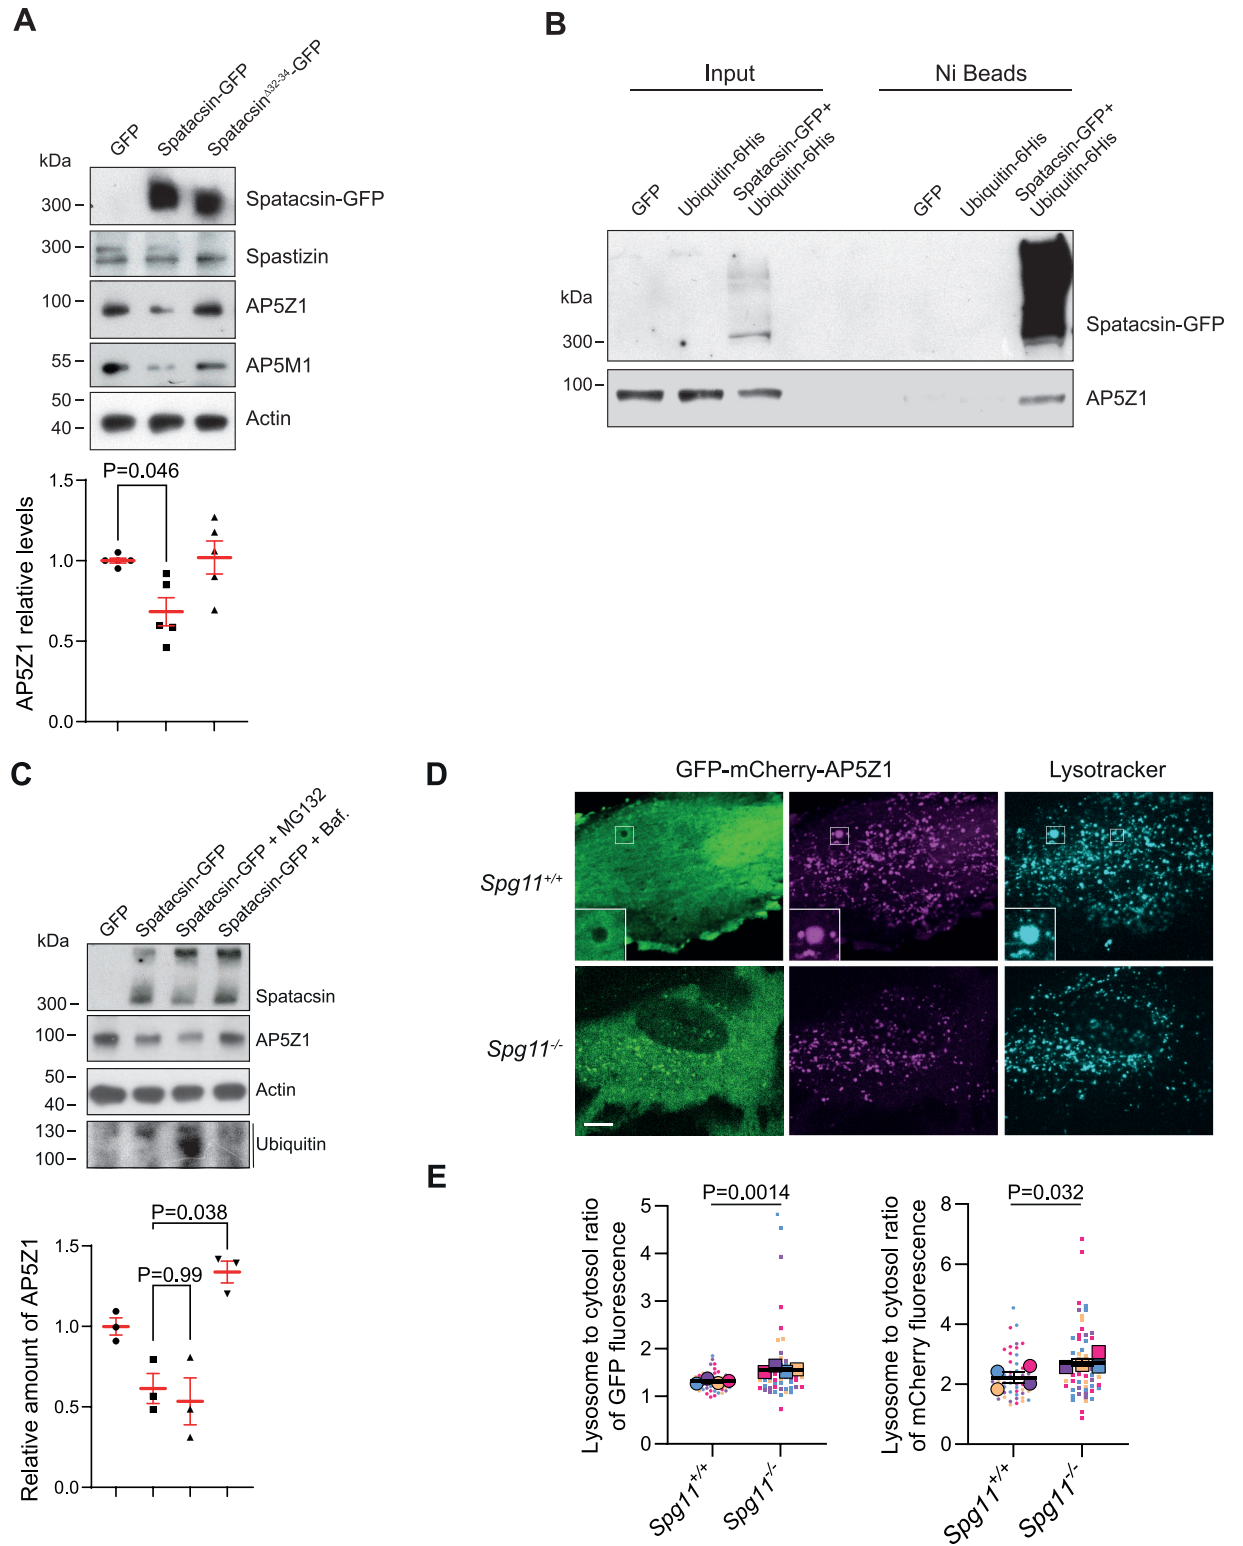 A
GFP
Spatacsin-GFP
Spatacsin^Δ32-34-GFP
kDa
300
Spatacsin-GFP
300
Spastizin
100
AP5Z1
55
AP5M1
50
40
Actin
P=0.046
AP5Z1 relative levels
1.5
1.0
0.5
0.0
B
Input
Ni Beads
GFP
Ubiquitin-6His
Spatacsin-GFP+
Ubiquitin-6His
GFP
Ubiquitin-6His
Spatacsin-GFP+
Ubiquitin-6His
kDa
300
Spatacsin-GFP
100
AP5Z1
C
GFP
Spatacsin-GFP
Spatacsin-GFP + MG132
Spatacsin-GFP + Baf.
kDa
300
Spatacsin
100
AP5Z1
50
40
Actin
130
100
Ubiquitin
P=0.038
P=0.99
Relative amount of AP5Z1
1.5
1.0
0.5
0.0
D
GFP-mCherry-AP5Z1
Lysotracker
Spg11+/+
Spg11-/-
E
P=0.0014
Lysosome to cytosol ratio
of GFP fluorescence
5
4
3
2
1
0
Spg11+/+
Spg11-/-
P=0.032
Lysosome to cytosol ratio
of mCherry fluorescence
8
6
4
2
0
Spg11+/+
Spg11-/-